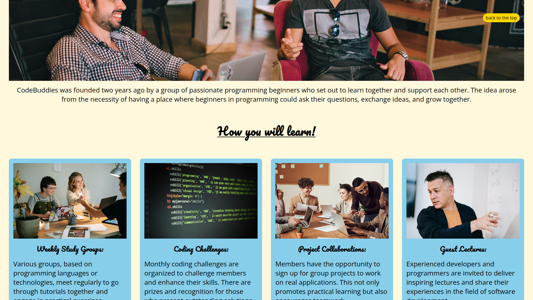 back to the top
CodeBuddies was founded two years ago by a group of passionate programming beginners who set out to learn together and support each other. The idea arose
from the necessity of having a place where beginners in programming could ask their questions, exchange ideas, and grow together.
How you will learn!
Weekly Study Groups:
Various groups, based on
programming languages or
technologies, meet regularly to go
through tutorials together and
Coding Challenges:
Monthly coding challenges are
organized to challenge members
and enhance their skills. There are
prizes and recognition for those
Project Collaborations:
Members have the opportunity to
sign up for group projects to work
on real applications. This not only
promotes practical learning but also
Guest Lectures:
Experienced developers and
programmers are invited to deliver
inspiring lectures and share their
experiences in the field of software